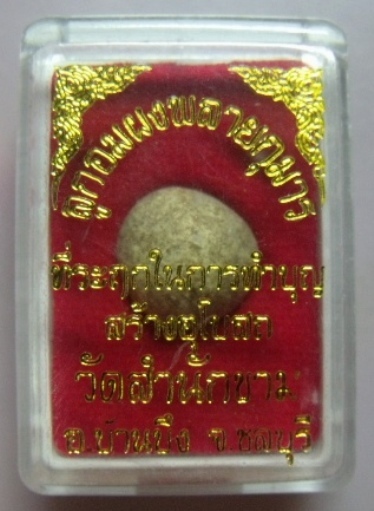 ลูกอมผงพลายกุมาร
ที่ระฤกในการทำบุญ
สร้างอุโบสถ
วัดสำนักขาม
อ.บ้านบึง จ.ชลบุรี